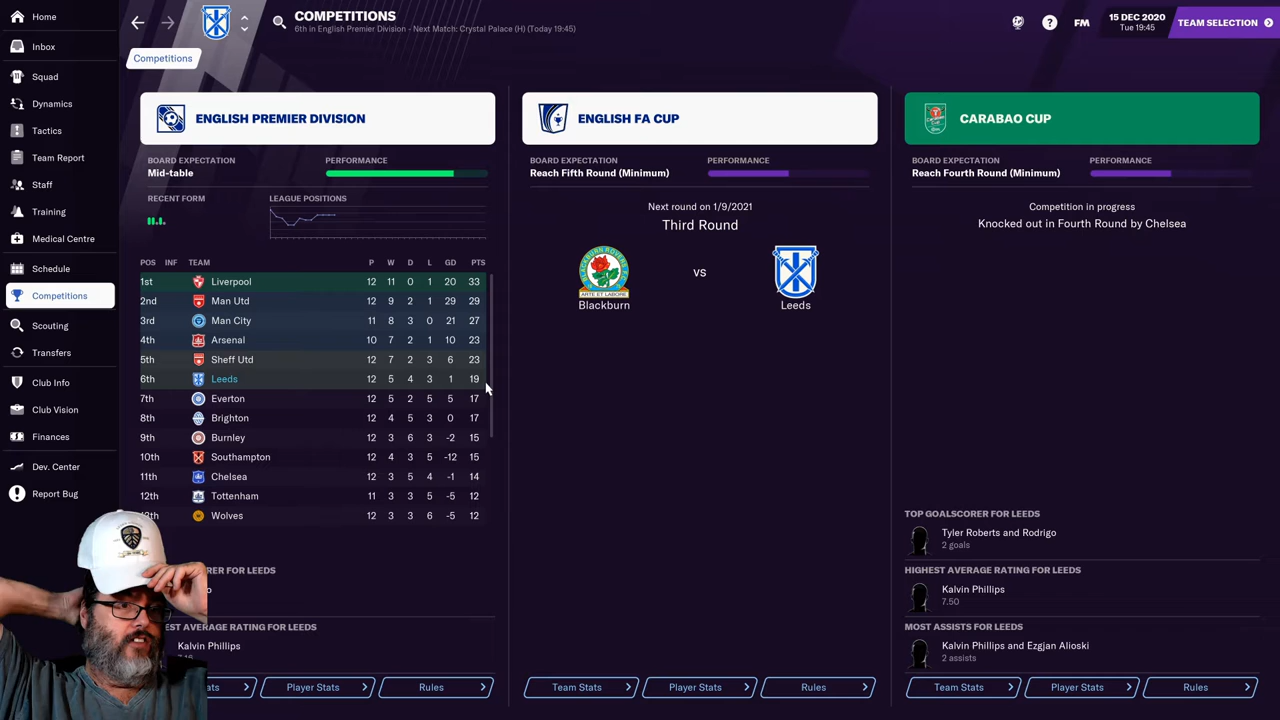 Home
Inbox
Squad
Dynamics
Tactics
Team Report
Staff
Training
Medical Centre
Schedule
Competitions
Scouting
Transfers
Club Info
Club Vision
Finances
Dev. Center
Report Bug
COMPETITIONS
6th in English Premier Division - Next Match: Crystal Palace (H) (Today 19:45)
FM
15 DEC 2020
Tue 19:45
TEAM SELECTION
Competitions
ENGLISH PREMIER DIVISION
BOARD EXPECTATION PERFORMANCE
Mid-table
RECENT FORM LEAGUE POSITIONS
POS INF TEAM P W D L GD PTS
1st Liverpool 12 11 0 1 20 33
2nd Man Utd 12 9 2 1 29 29
3rd Man City 11 8 3 0 21 27
4th Arsenal 10 7 2 1 10 23
5th Sheff Utd 12 7 2 3 6 23
6th Leeds 12 5 4 3 1 19
7th Everton 12 5 2 5 5 17
8th Brighton 12 4 5 3 0 17
9th Burnley 12 3 6 3 -2 15
10th Southampton 12 4 3 5 -12 15
11th Chelsea 12 3 5 4 -1 14
12th Tottenham 11 3 3 5 -5 12
Wolves 12 3 3 6 -5 12
FOR LEEDS
AVERAGE RATING FOR LEEDS
Kalvin Phillips
Player Stats
Rules
ENGLISH FA CUP
BOARD EXPECTATION PERFORMANCE
Reach Fifth Round (Minimum)
Next round on 1/9/2021
Third Round
VS
Blackburn Leeds
BLACKBURN ROVERS F.C.
ARTE ET LABORE
Team Stats
Player Stats
Rules
CARABAO CUP
BOARD EXPECTATION PERFORMANCE
Reach Fourth Round (Minimum)
Competition in progress
Knocked out in Fourth Round by Chelsea
TOP GOALSCORER FOR LEEDS
Tyler Roberts and Rodrigo
2 goals
HIGHEST AVERAGE RATING FOR LEEDS
Kalvin Phillips
7.50
MOST ASSISTS FOR LEEDS
Kalvin Phillips and Ezgjan Alioski
2 assists
Team Stats
Player Stats
Rules